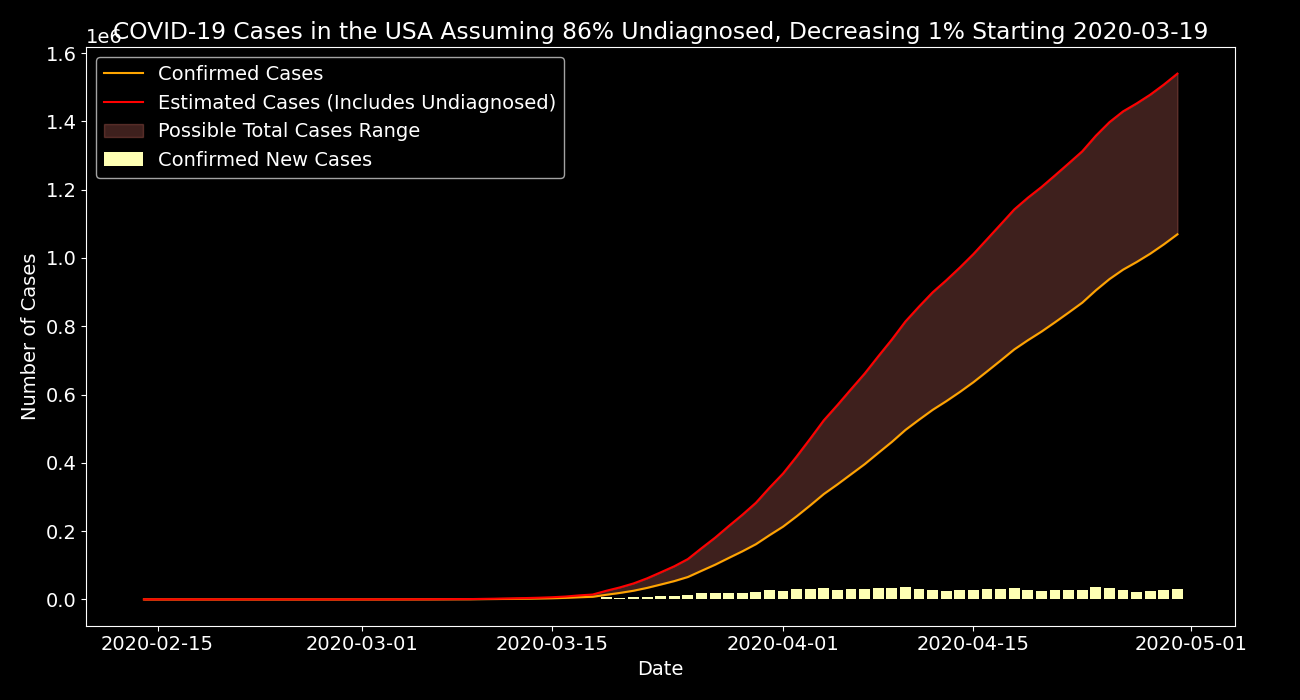 COVID-19 Cases in the USA Assuming 86% Undiagnosed, Decreasing 1% Starting 2020-03-19
1e6
1.6
1.4
1.2
1.0
0.8
0.6
0.4
0.2
0.0
Number of Cases
Confirmed Cases
Estimated Cases (Includes Undiagnosed)
Possible Total Cases Range
Confirmed New Cases
2020-02-15 2020-03-01 2020-03-15 2020-04-01 2020-04-15 2020-05-01
Date